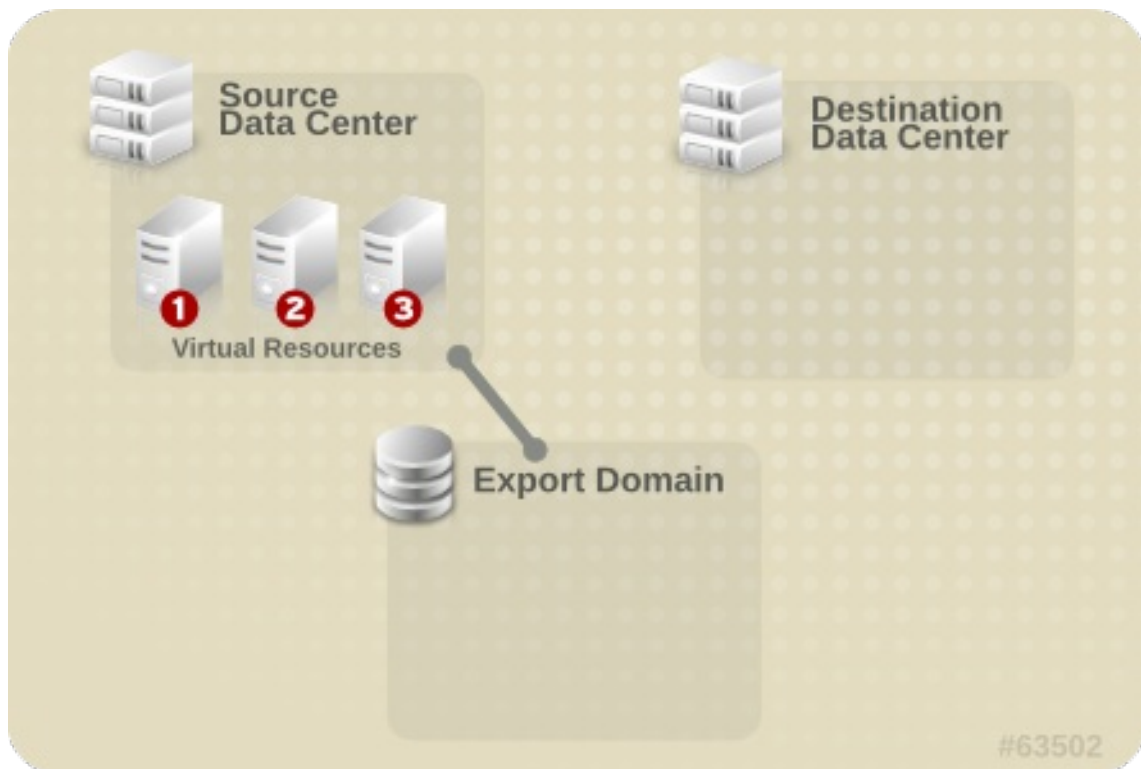 Source
Data Center
Destination
Data Center
1 2 3
Virtual Resources
Export Domain
#63502